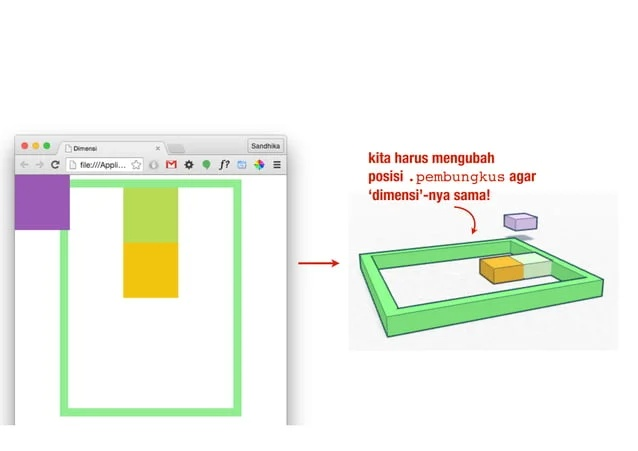 Dimensi
Sandhika
file:///Appli...
f?
kita harus mengubah
posisi .pembungkus agar
‘dimensi’-nya sama!